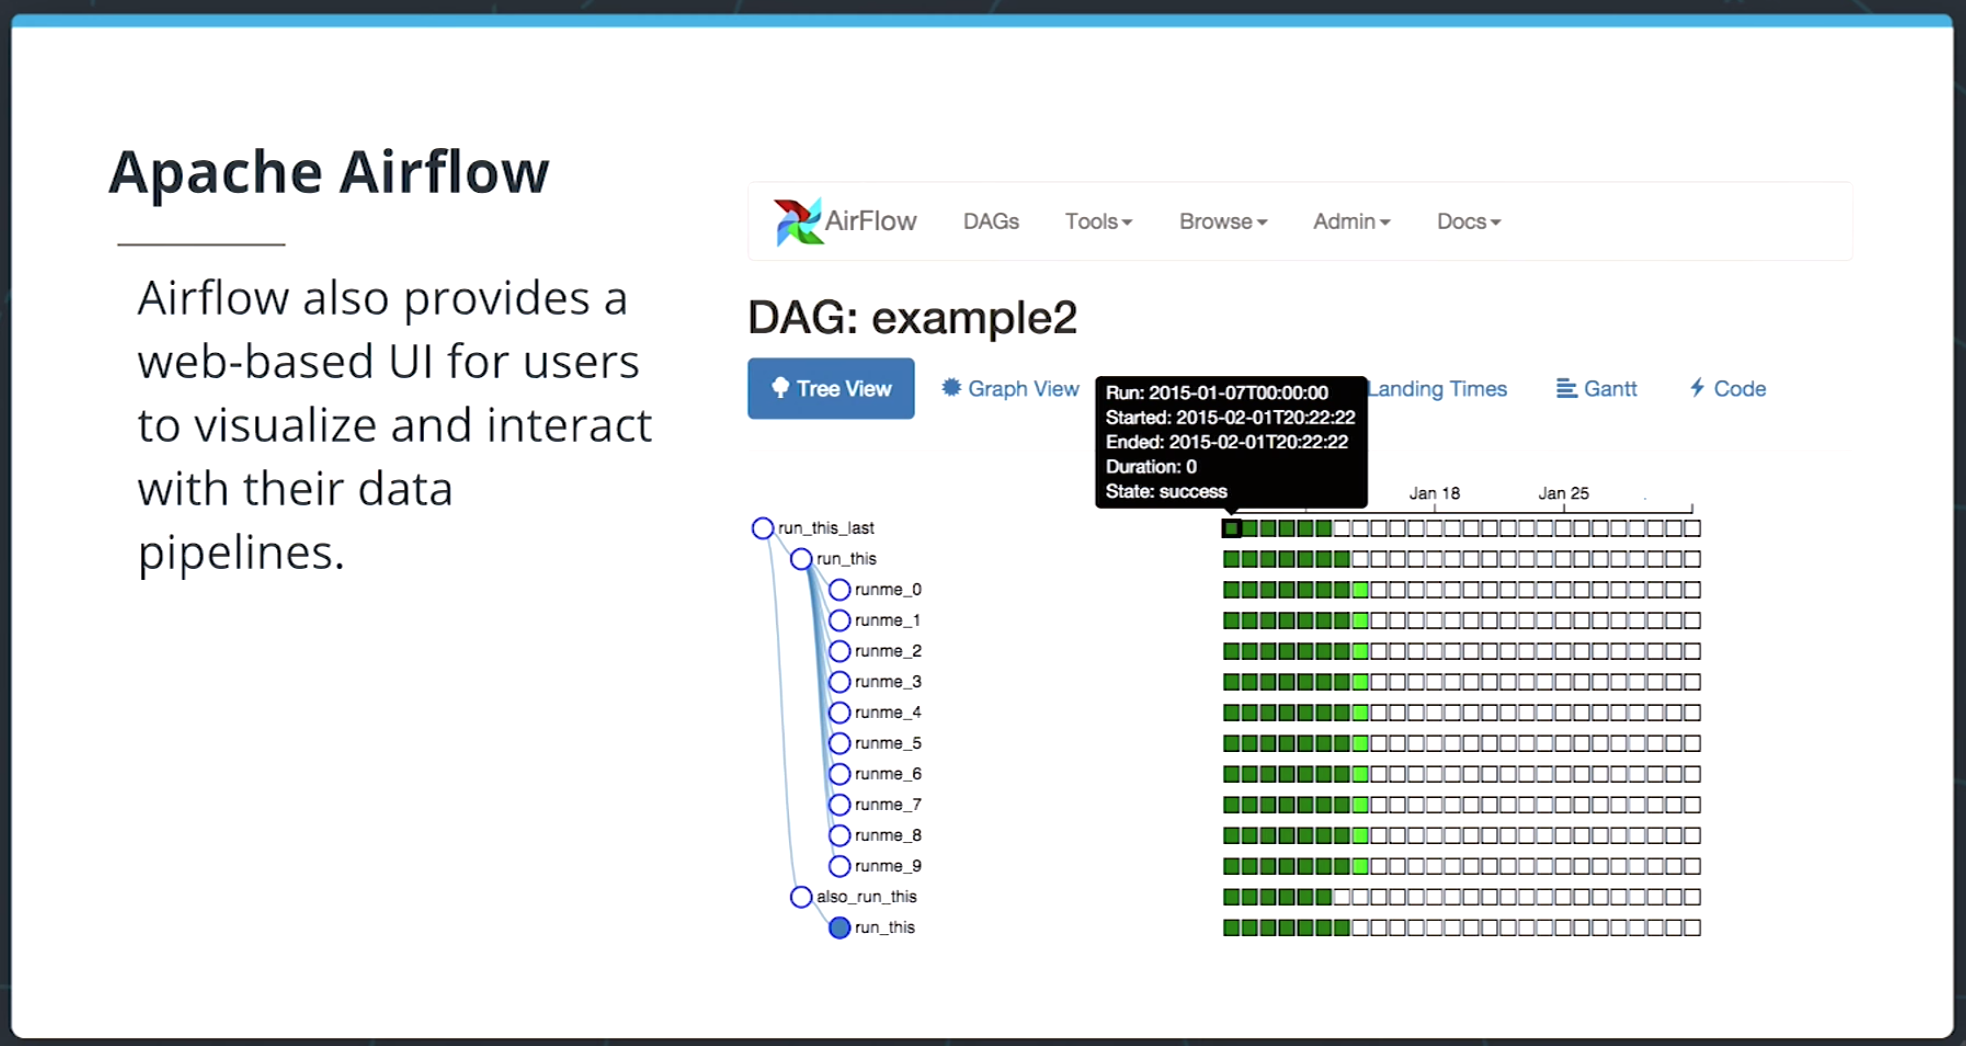 Apache Airflow
Airflow also provides a
web-based UI for users
to visualize and interact
with their data
pipelines.
AirFlow DAGs Tools Browse Admin Docs
DAG: example2
Tree View Graph View Landing Times Gantt Code
Run: 2015-01-07T00:00:00
Started: 2015-02-01T20:22:22
Ended: 2015-02-01T20:22:22
Duration: 0
State: success
Jan 18 Jan 25
run_this_last
run_this
runme_0
runme_1
runme_2
runme_3
runme_4
runme_5
runme_6
runme_7
runme_8
runme_9
also_run_this
run_this